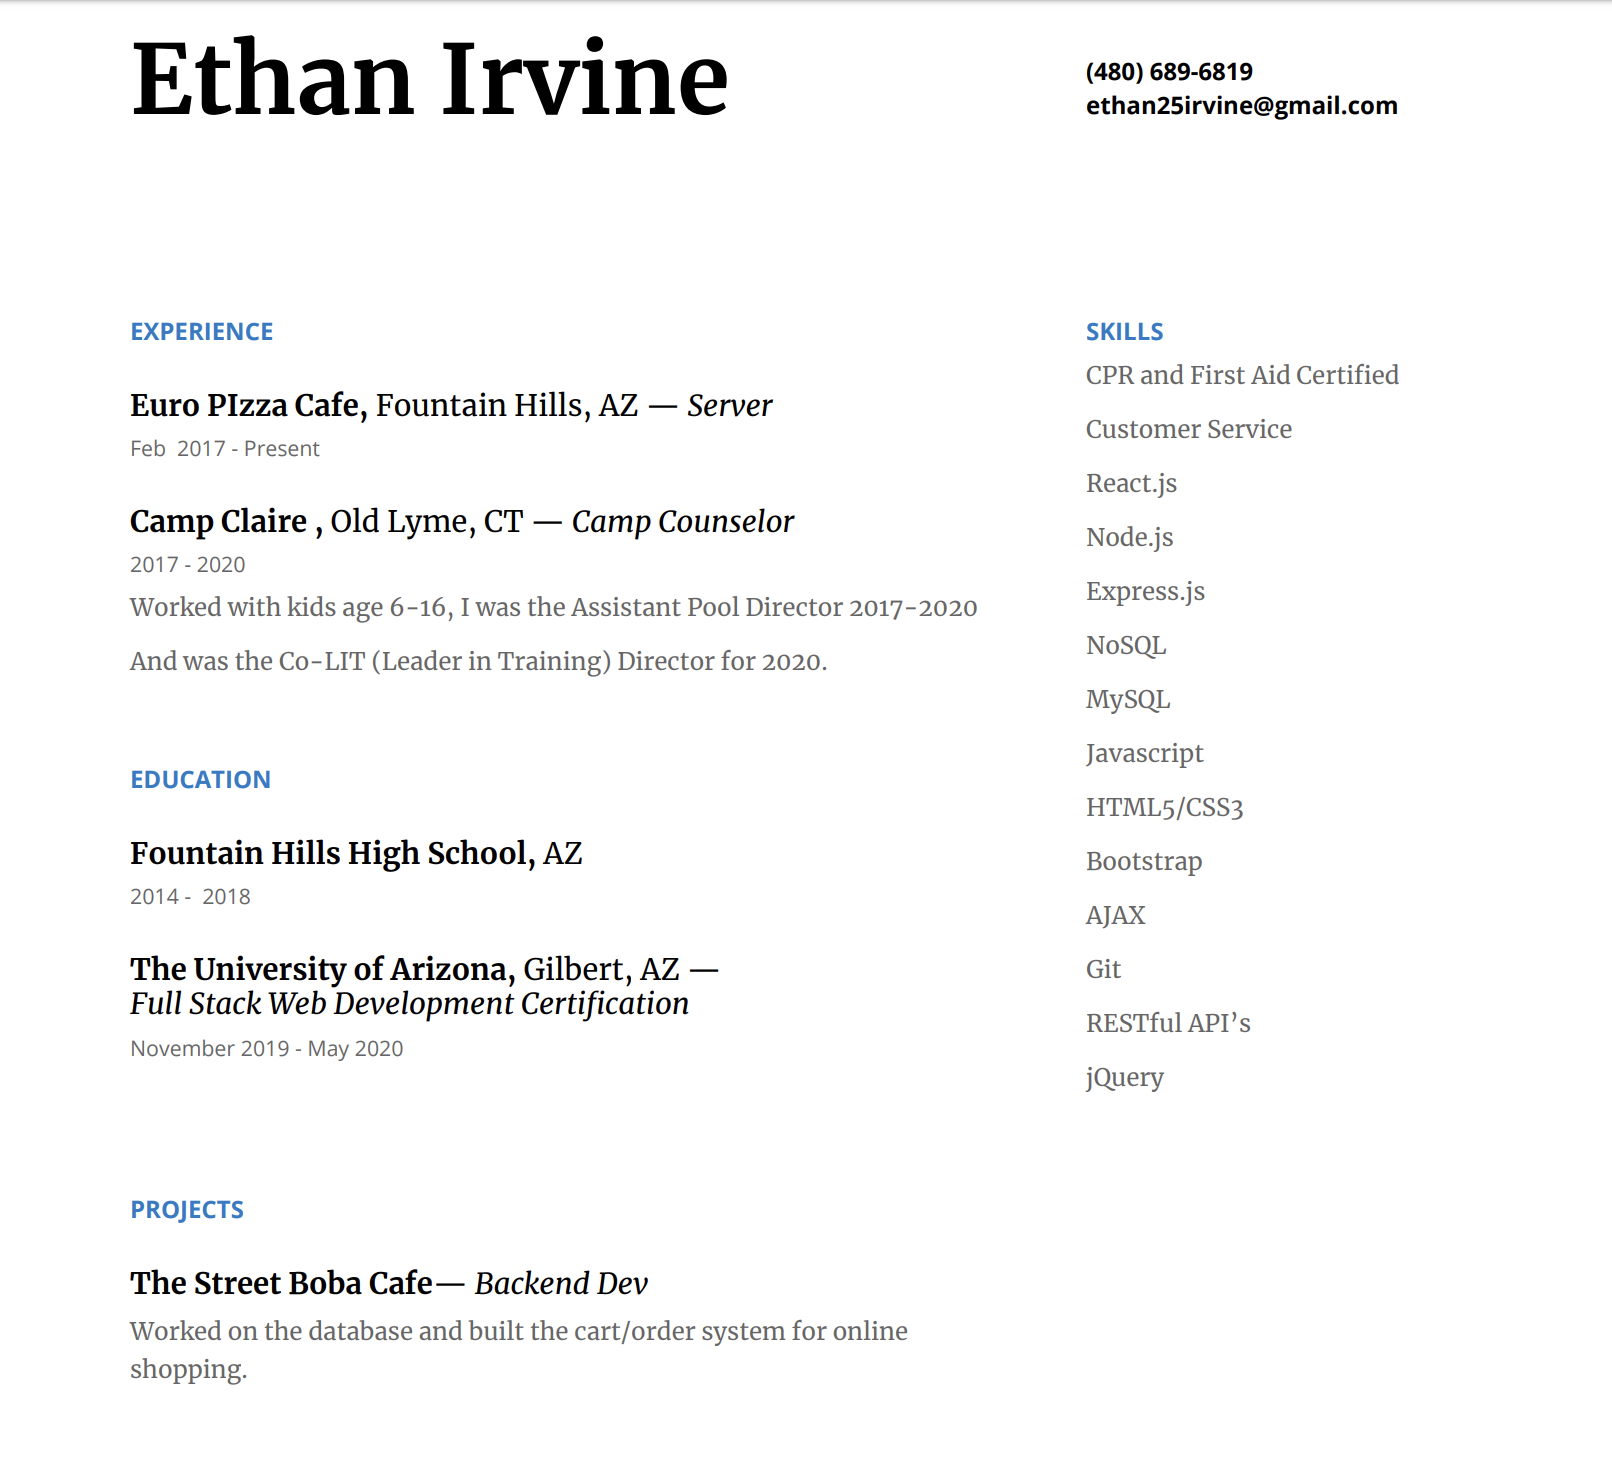 Ethan Irvine
(480) 689-6819
ethan25irvine@gmail.com
EXPERIENCE
Euro PIzza Cafe, Fountain Hills, AZ — Server
Feb  2017 - Present
Camp Claire , Old Lyme, CT — Camp Counselor
2017 - 2020
Worked with kids age 6-16, I was the Assistant Pool Director 2017-2020
And was the Co-LIT (Leader in Training) Director for 2020.
EDUCATION
Fountain Hills High School, AZ
2014 -  2018
The University of Arizona, Gilbert, AZ —
Full Stack Web Development Certification
November 2019 - May 2020
PROJECTS
The Street Boba Cafe— Backend Dev
Worked on the database and built the cart/order system for online
shopping.
SKILLS
CPR and First Aid Certified
Customer Service
React.js
Node.js
Express.js
NoSQL
MySQL
Javascript
HTML5/CSS3
Bootstrap
AJAX
Git
RESTful API’s
jQuery